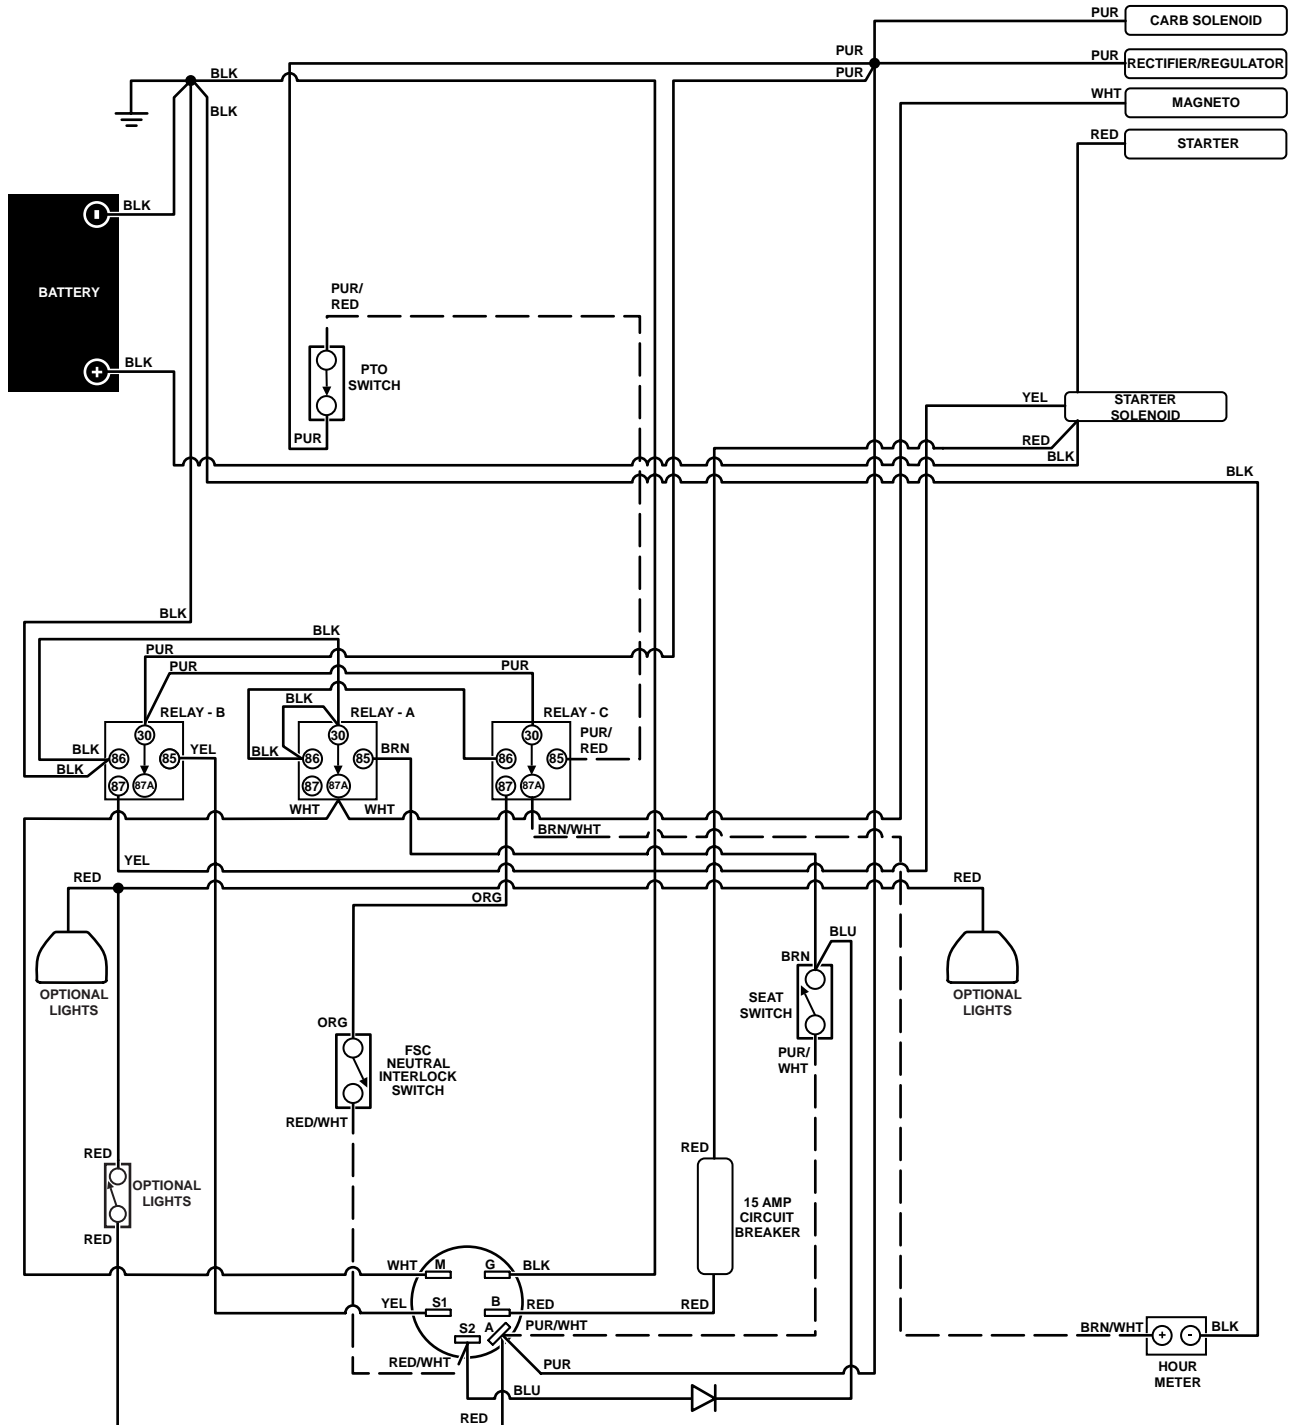 PUR
CARB SOLENOID
PUR
PUR
RECTIFIER/REGULATOR
PUR
BLK
BLK
WHT
MAGNETO
RED
STARTER
BLK
BATTERY
BLK
PUR/
RED
PTO
SWITCH
PUR
YEL
STARTER
SOLENOID
RED
BLK
BLK
BLK
BLK
PUR
PUR
PUR
RELAY - B
30
86
85
87
87A
BLK
BLK
YEL
BLK
RELAY - A
30
86
85
87
87A
BLK
BRN
RELAY - C
30
86
85
87
87A
PUR/
RED
WHT
WHT
BRN/WHT
YEL
RED
RED
ORG
OPTIONAL
LIGHTS
BLU
BRN
SEAT
SWITCH
PUR/
WHT
OPTIONAL
LIGHTS
ORG
FSC
NEUTRAL
INTERLOCK
SWITCH
RED/WHT
RED
OPTIONAL
LIGHTS
RED
RED
15 AMP
CIRCUIT
BREAKER
RED
WHT
M
G
BLK
YEL
S1
B
RED
S2
A
PUR/WHT
RED/WHT
PUR
BLU
RED
BRN/WHT
+
-
BLK
HOUR
METER